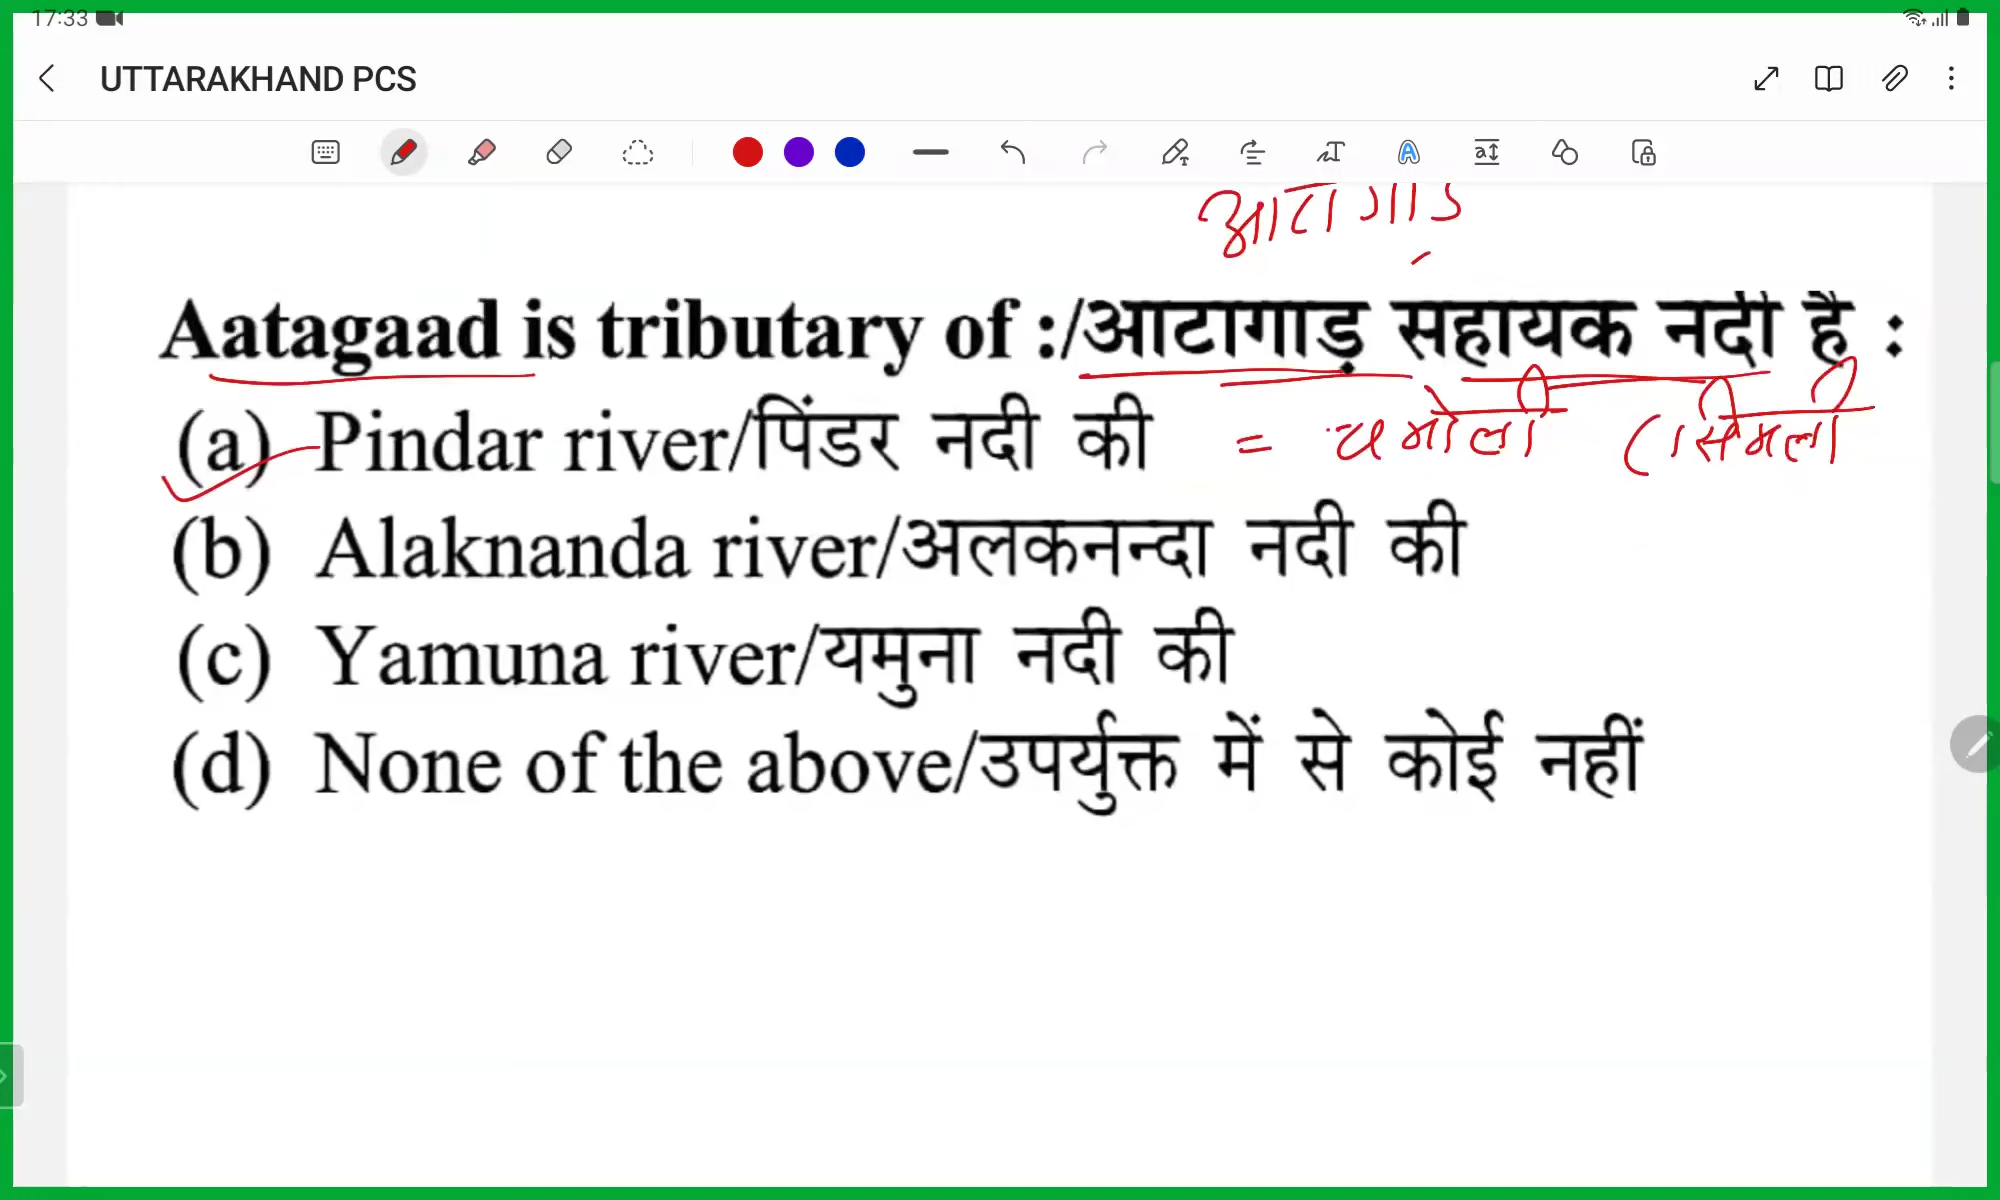 17:33
UTTARAKHAND PCS
आटागाड़
Aatagaad is tributary of :/आटागाड़ सहायक नदी है :
(a) Pindar river/पिंडर नदी की = चमोली (सिमली
(b) Alaknanda river/अलकनन्दा नदी की
(c) Yamuna river/यमुना नदी की
(d) None of the above/उपर्युक्त में से कोई नहीं